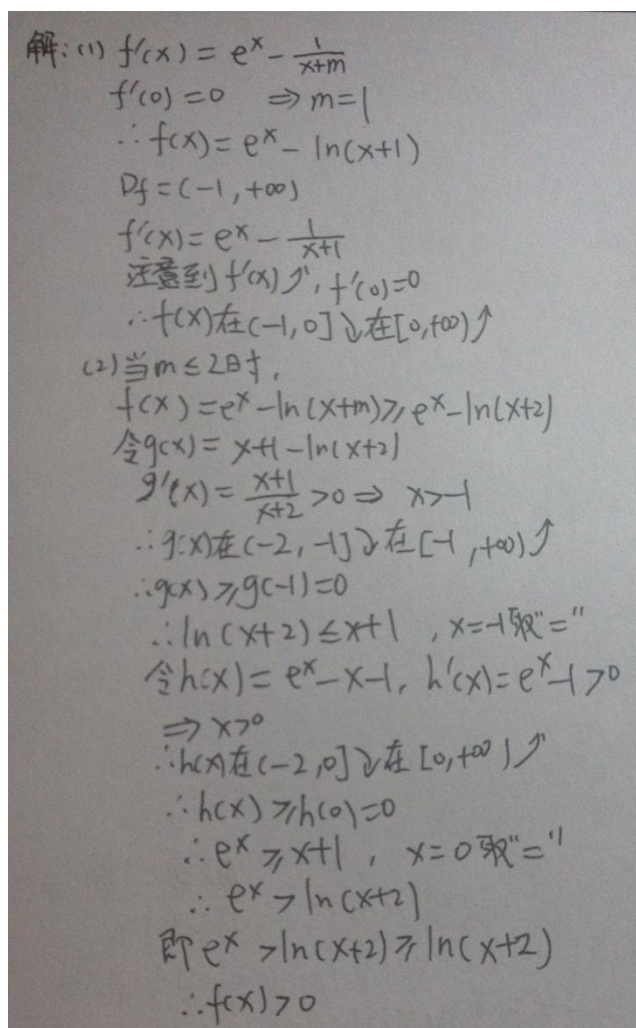 解:(1) f'(x) = e^x - 1/(x+m)
f'(0) = 0 ⇒ m = 1
∴ f(x) = e^x - ln(x+1)
Df = (-1, +∞)
f'(x) = e^x - 1/(x+1)
注意到 f'(x)↗, f'(0)=0
∴ f(x)在(-1,0]↘在[0,+∞)↗
(2) 当 m ≤ 2时,
f(x) = e^x - ln(x+m) ≥ e^x - ln(x+2)
令g(x) = x+1 - ln(x+2)
g'(x) = (x+1)/(x+2) > 0 ⇒ x > -1
∴ g(x)在(-2, -1]↘在[-1, +∞)↗
∴ g(x) ≥ g(-1) = 0
∴ ln(x+2) ≤ x+1 , x=-1取"="
令h(x) = e^x - x - 1, h'(x) = e^x - 1 > 0
⇒ x > 0
∴ h(x)在(-2,0]↘在[0,+∞)↗
∴ h(x) ≥ h(0) = 0
∴ e^x ≥ x+1 , x=0取"="
∴ e^x > ln(x+2)
即 e^x > ln(x+2) ≥ ln(x+2)
∴ f(x) > 0